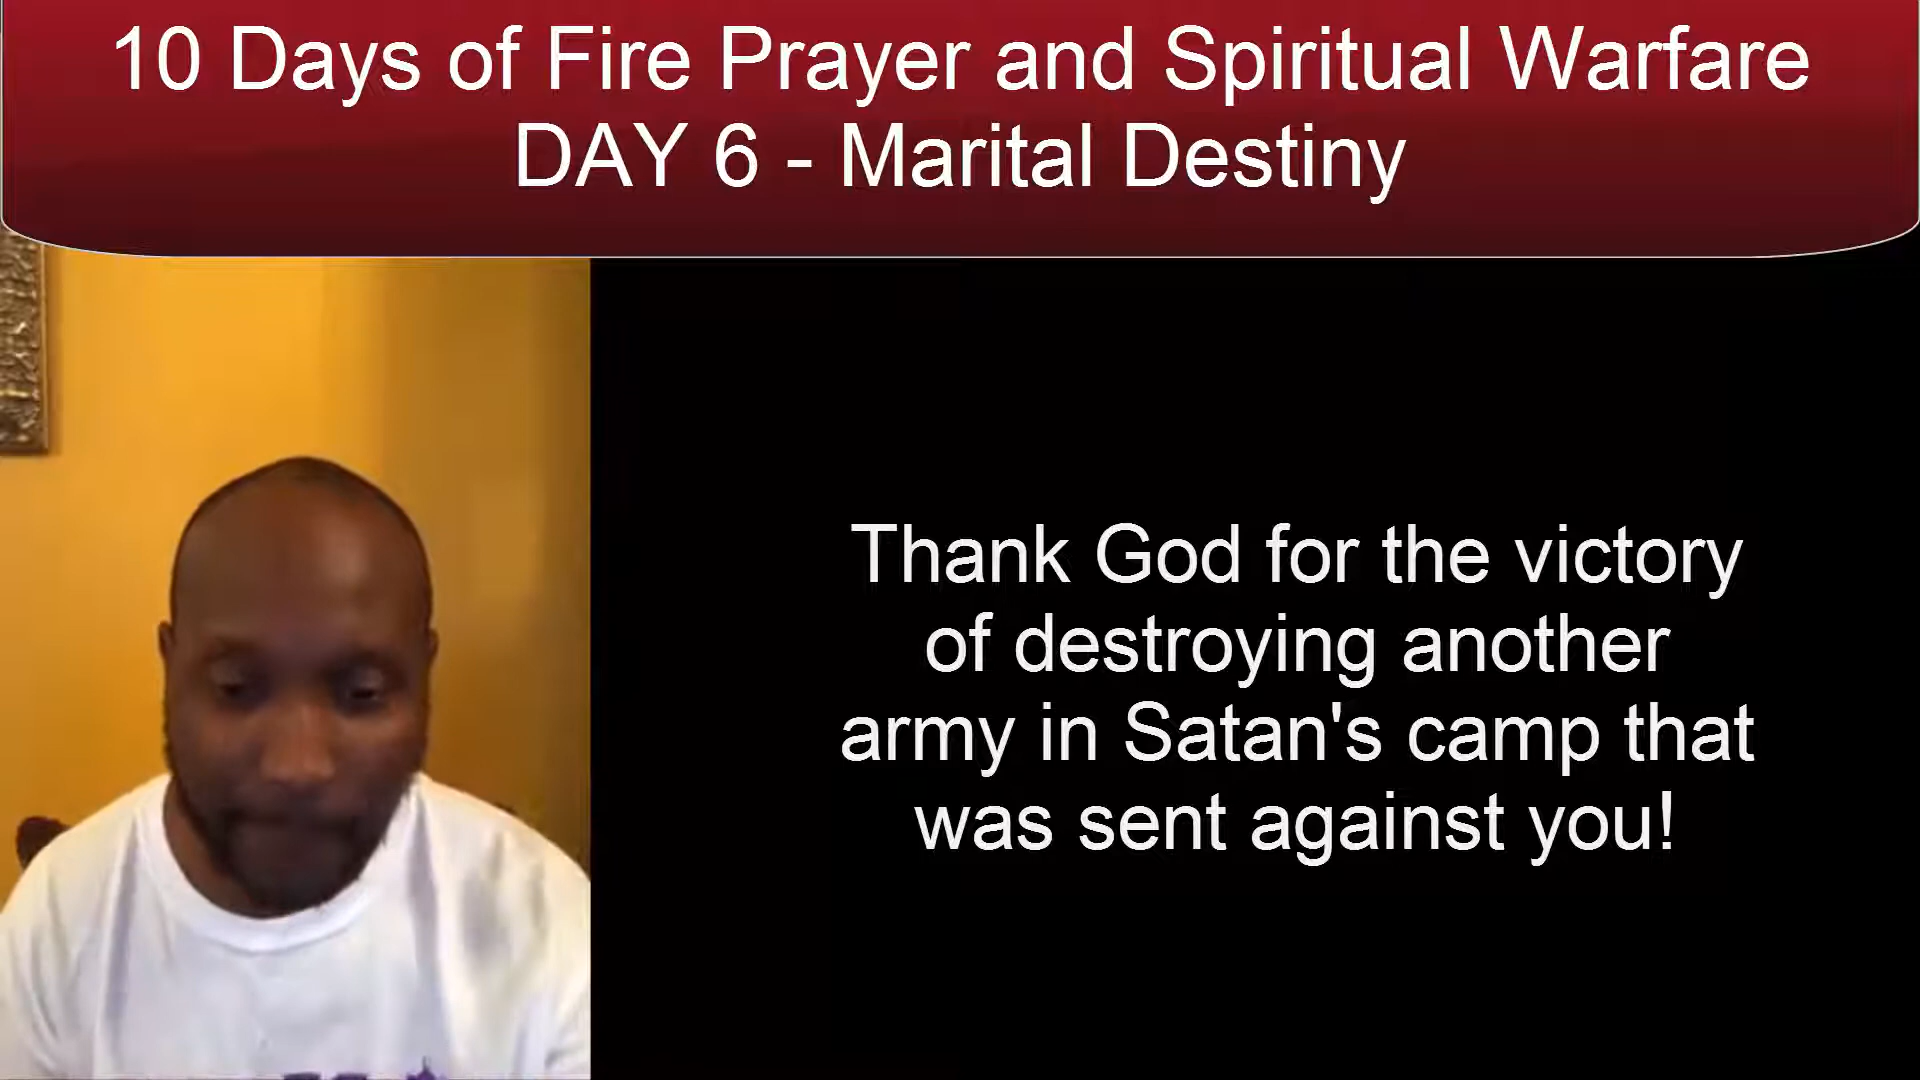 10 Days of Fire Prayer and Spiritual Warfare
DAY 6 - Marital Destiny
Thank God for the victory
of destroying another
army in Satan's camp that
was sent against you!